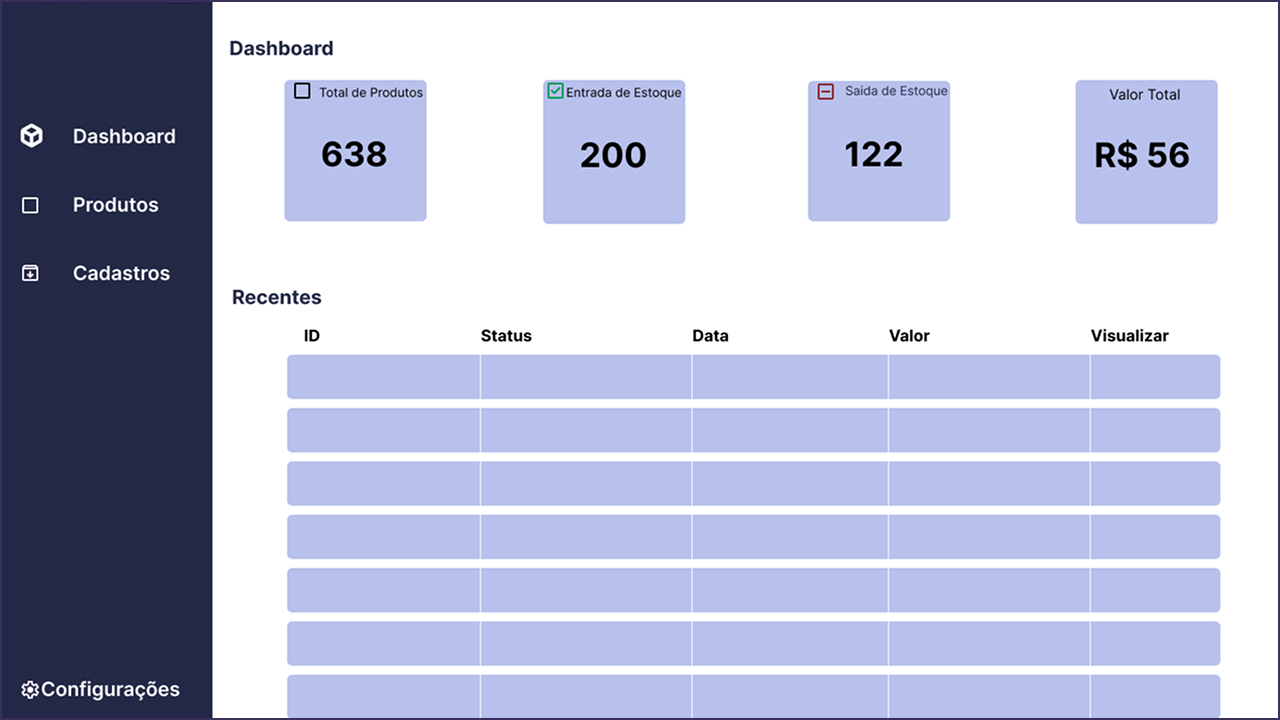 Dashboard
Produtos
Cadastros
Configurações
Dashboard
Total de Produtos
638
Entrada de Estoque
200
Saida de Estoque
122
Valor Total
R$ 56
Recentes
ID Status Data Valor Visualizar